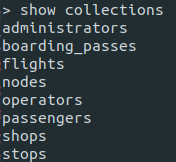 > show collections
administrators
boarding_passes
flights
nodes
operators
passengers
shops
stops